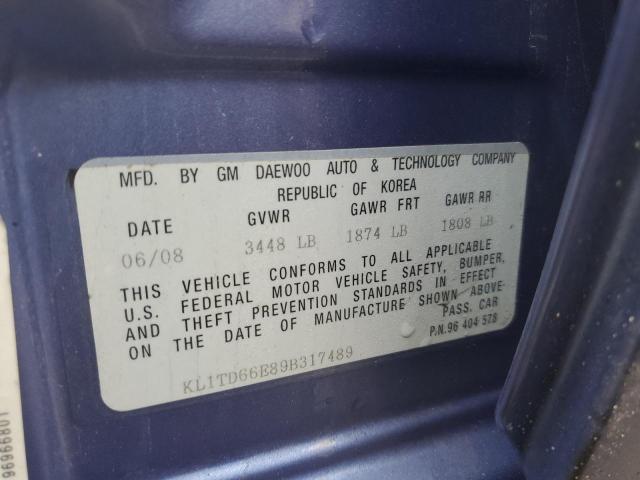 MFD. BY GM DAEWOO AUTO & TECHNOLOGY COMPANY
REPUBLIC OF KOREA
DATE GVWR GAWR FRT GAWR RR
06/08 3448 LB 1874 LB 1808 LB
THIS VEHICLE CONFORMS TO ALL APPLICABLE
U.S. FEDERAL MOTOR VEHICLE SAFETY, BUMPER,
AND THEFT PREVENTION STANDARDS IN EFFECT
ON THE DATE OF MANUFACTURE SHOWN ABOVE
PASS. CAR
P.N.96 404 578
KL1TD66E89B317489
96966801